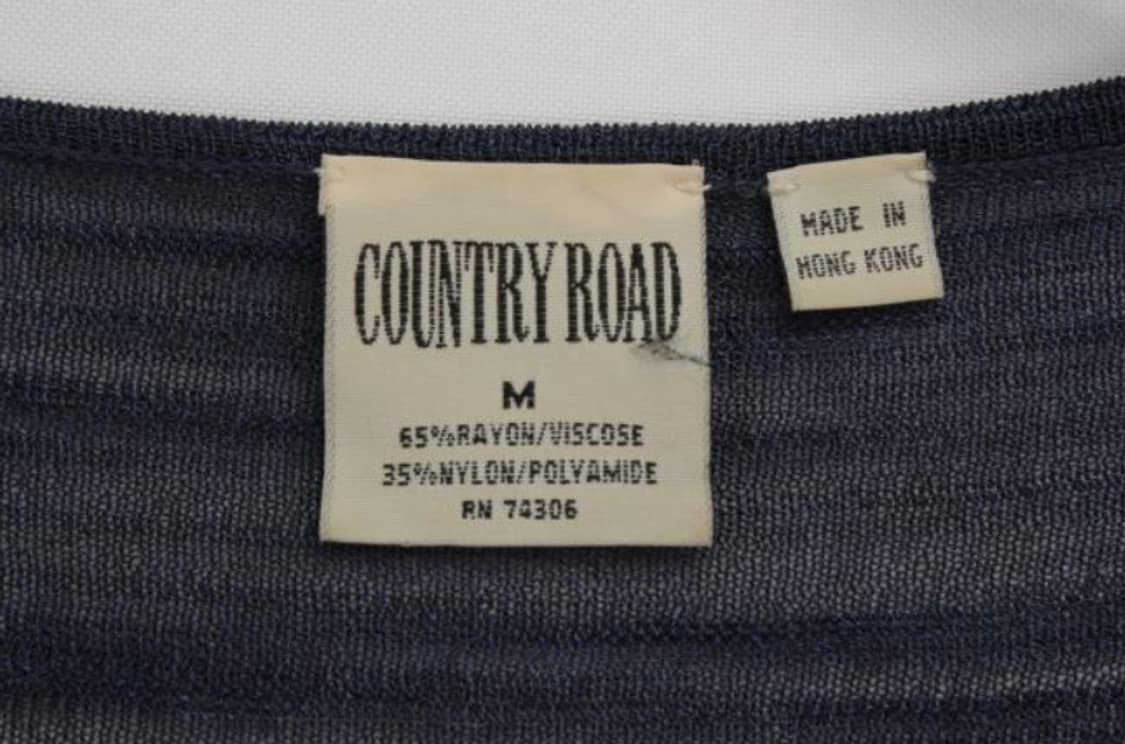 COUNTRY ROAD
M
65%RAYON/VISCOSE
35%NYLON/POLYAMIDE
RN 74306
MADE IN
HONG KONG